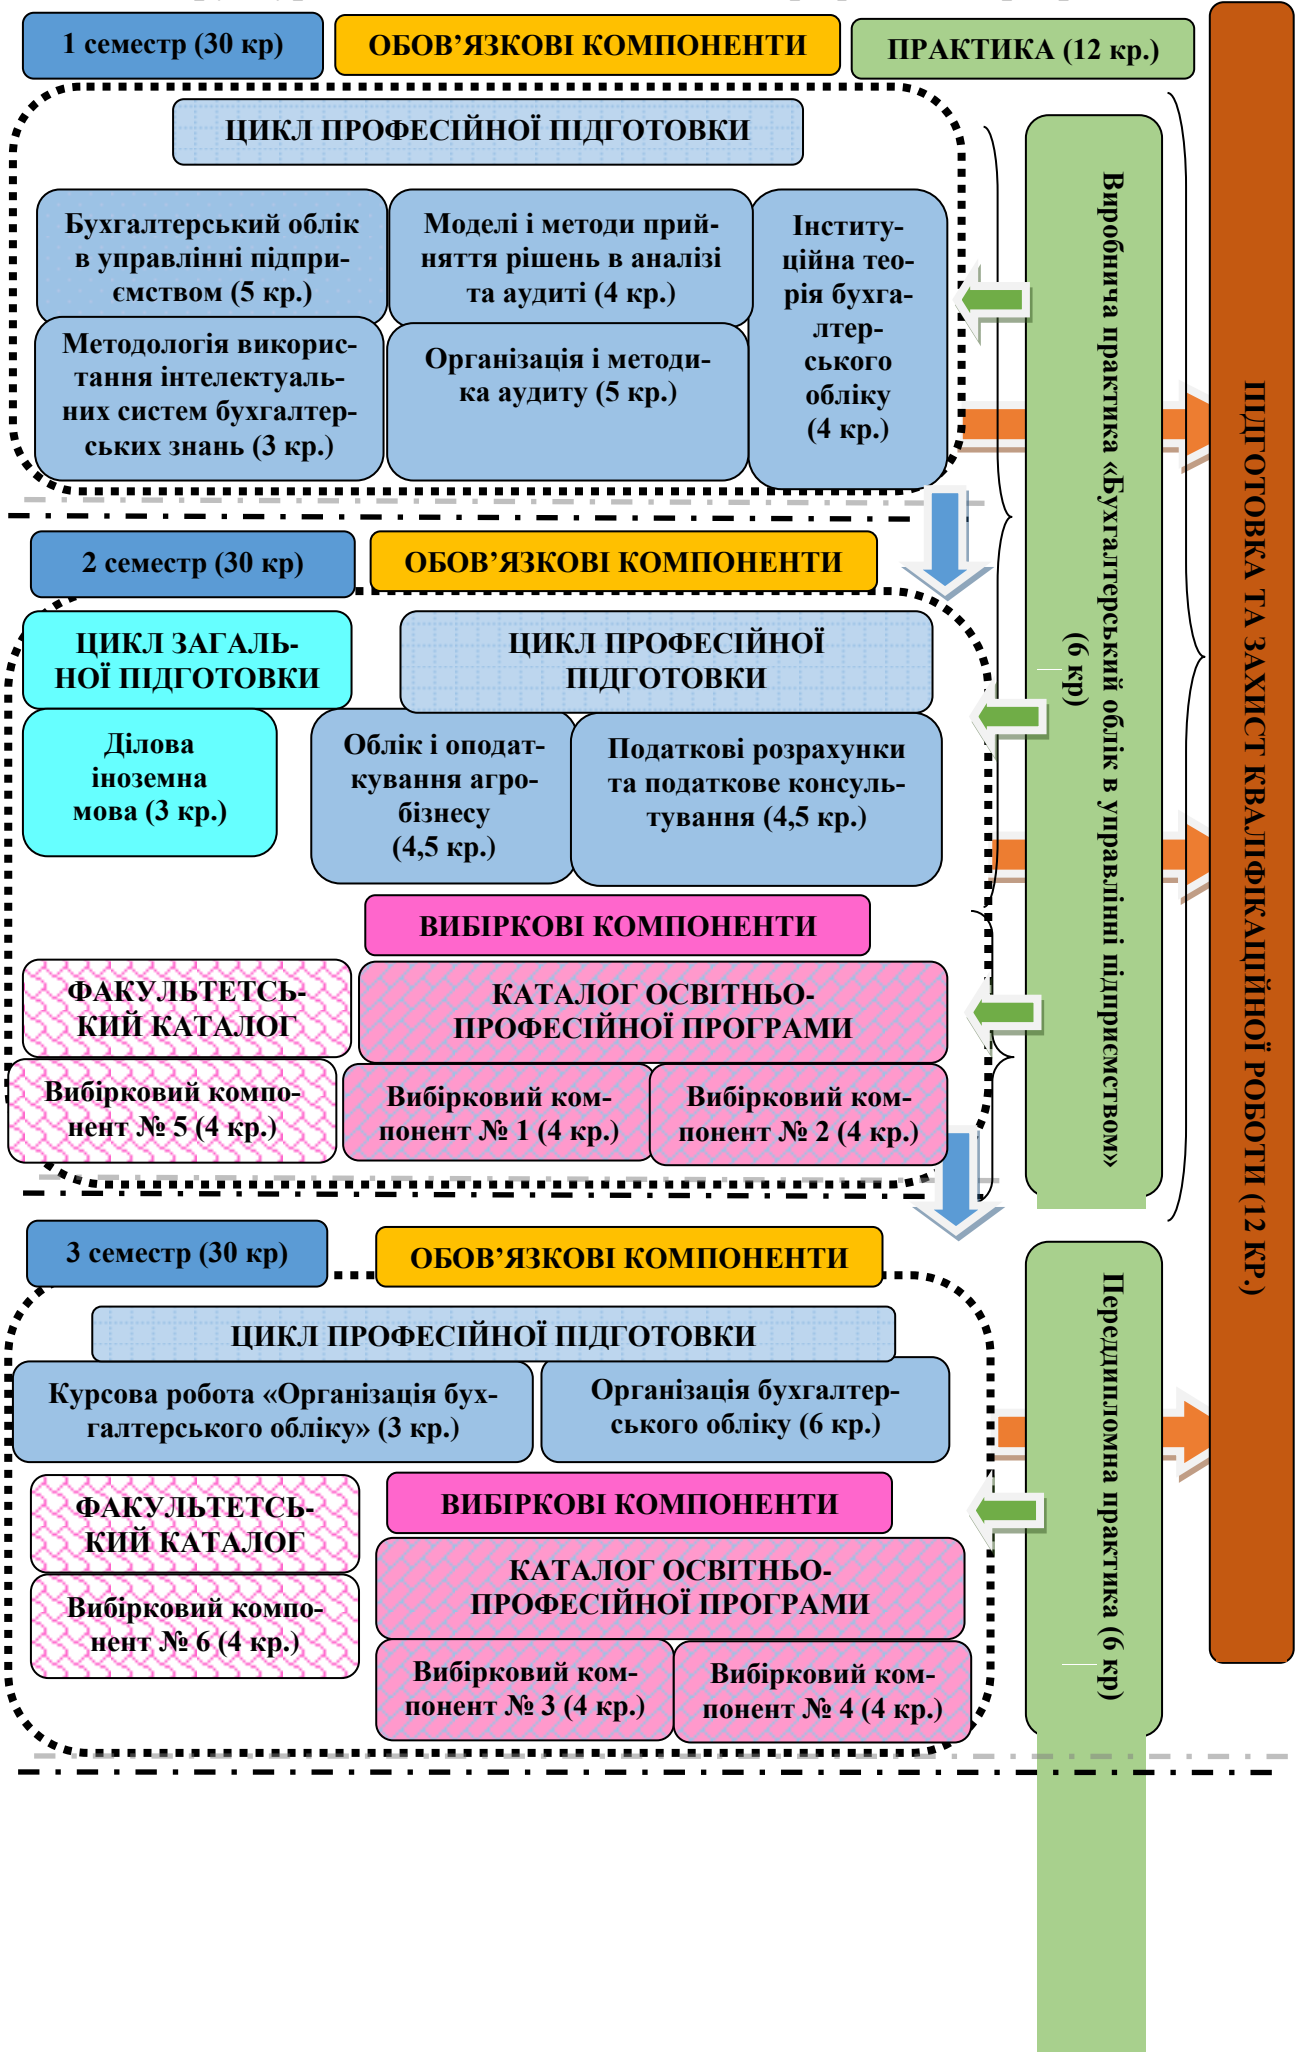 1 семестр (30 кр)
ОБОВ’ЯЗКОВІ КОМПОНЕНТИ
ПРАКТИКА (12 кр.)
ЦИКЛ ПРОФЕСІЙНОЇ ПІДГОТОВКИ
Бухгалтерський облік
в управлінні підпри-
ємством (5 кр.)
Моделі і методи прий-
няття рішень в аналізі
та аудиті (4 кр.)
Інститу-
ційна тео-
рія бухга-
лтер-
ського
обліку
(4 кр.)
Методологія викорис-
тання інтелектуаль-
них систем бухгалтер-
ських знань (3 кр.)
Організація і методи-
ка аудиту (5 кр.)
Виробнича практика «Бухгалтерський облік в управлінні підприємством»
(6 кр)
ПІДГОТОВКА ТА ЗАХИСТ КВАЛІФІКАЦІЙНОЇ РОБОТИ (12 КР.)
2 семестр (30 кр)
ОБОВ’ЯЗКОВІ КОМПОНЕНТИ
ЦИКЛ ЗАГАЛЬ-
НОЇ ПІДГОТОВКИ
ЦИКЛ ПРОФЕСІЙНОЇ
ПІДГОТОВКИ
Ділова
іноземна
мова (3 кр.)
Облік і оподат-
кування агро-
бізнесу
(4,5 кр.)
Податкові розрахунки
та податкове консуль-
тування (4,5 кр.)
ВИБІРКОВІ КОМПОНЕНТИ
ФАКУЛЬТЕТСЬ-
КИЙ КАТАЛОГ
КАТАЛОГ ОСВІТНЬО-
ПРОФЕСІЙНОЇ ПРОГРАМИ
Вибірковий компо-
нент № 5 (4 кр.)
Вибірковий ком-
понент № 1 (4 кр.)
Вибірковий ком-
понент № 2 (4 кр.)
3 семестр (30 кр)
ОБОВ’ЯЗКОВІ КОМПОНЕНТИ
ЦИКЛ ПРОФЕСІЙНОЇ ПІДГОТОВКИ
Курсова робота «Організація бух-
галтерського обліку» (3 кр.)
Організація бухгалтер-
ського обліку (6 кр.)
Переддипломна практика (6 кр)
ФАКУЛЬТЕТСЬ-
КИЙ КАТАЛОГ
ВИБІРКОВІ КОМПОНЕНТИ
КАТАЛОГ ОСВІТНЬО-
ПРОФЕСІЙНОЇ ПРОГРАМИ
Вибірковий компо-
нент № 6 (4 кр.)
Вибірковий ком-
понент № 3 (4 кр.)
Вибірковий ком-
понент № 4 (4 кр.)